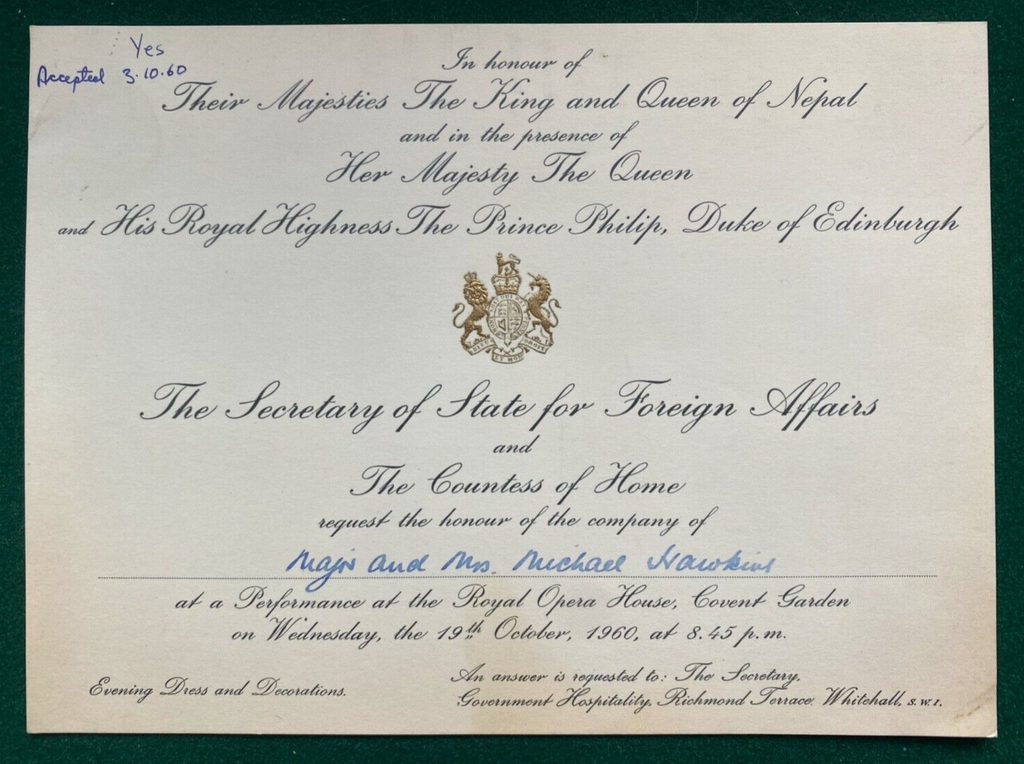 Yes
Accepted 3.10.60
In honour of
Their Majesties The King and Queen of Nepal
and in the presence of
Her Majesty The Queen
and His Royal Highness The Prince Philip, Duke of Edinburgh
The Secretary of State for Foreign Affairs
and
The Countess of Home
request the honour of the company of
Major and Mrs. Michael Hawkins
at a Performance at the Royal Opera House, Covent Garden
on Wednesday, the 19th October, 1960, at 8.45 p.m.
Evening Dress and Decorations.
An answer is requested to: The Secretary,
Government Hospitality, Richmond Terrace, Whitehall, S.W.1.